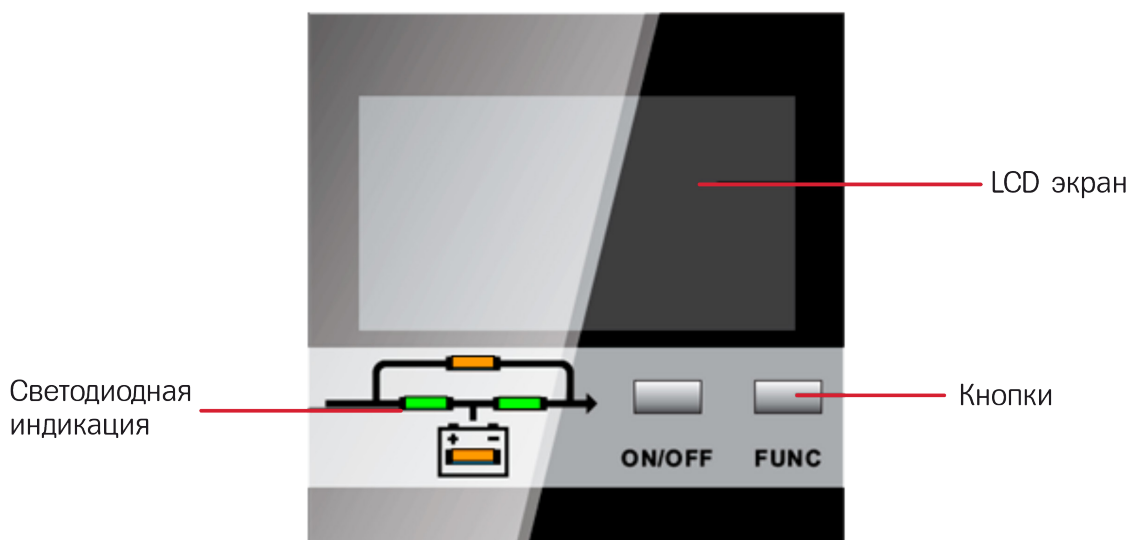 LCD экран
Светодиодная
индикация
Кнопки
+ −
ON/OFF FUNC